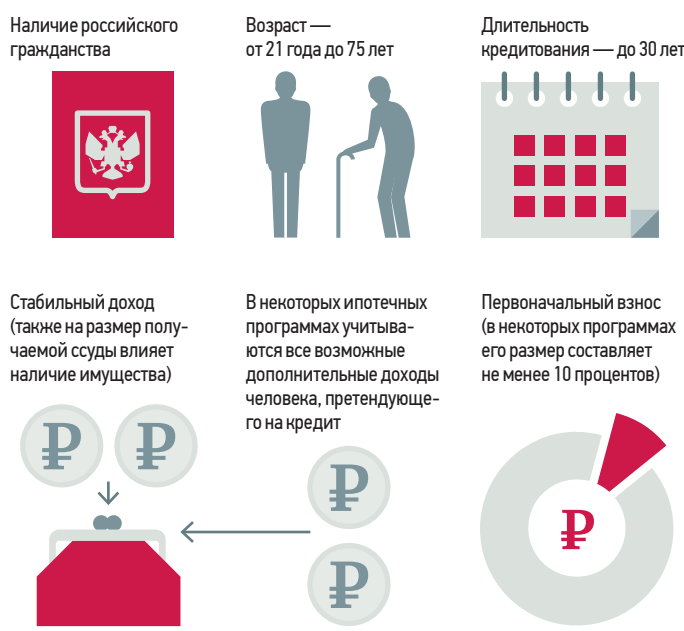 Наличие российского
гражданства
Возраст —
от 21 года до 75 лет
Длительность
кредитования — до 30 лет
Стабильный доход
(также на размер полу-
чаемой ссуды влияет
наличие имущества)
В некоторых ипотечных
программах учитыва-
ются все возможные
дополнительные доходы
человека, претендующе-
го на кредит
Первоначальный взнос
(в некоторых программах
его размер составляет
не менее 10 процентов)
₽ ₽
₽
₽
₽